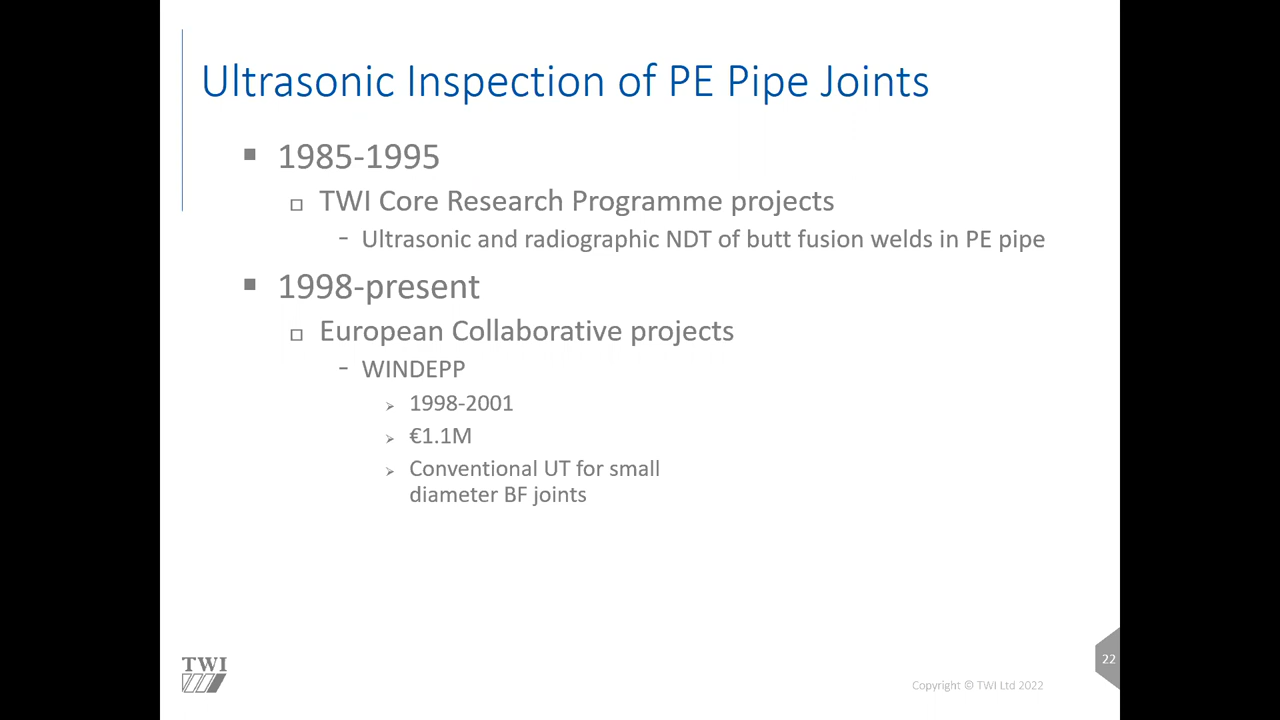 Ultrasonic Inspection of PE Pipe Joints
1985-1995
TWI Core Research Programme projects
- Ultrasonic and radiographic NDT of butt fusion welds in PE pipe
1998-present
European Collaborative projects
- WINDEPP
1998-2001
€1.1M
Conventional UT for small
diameter BF joints
TWI
22
Copyright © TWI Ltd 2022